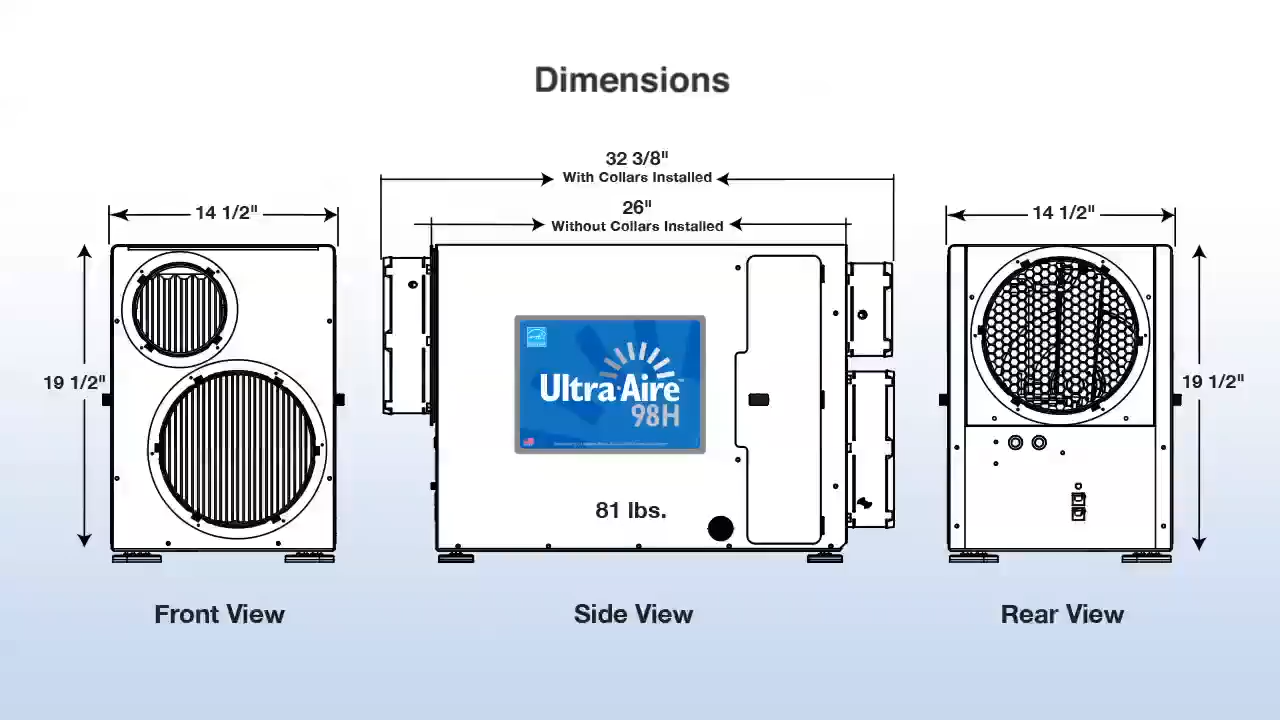 Dimensions
32 3/8"
With Collars Installed
26"
Without Collars Installed
14 1/2"
14 1/2"
19 1/2"
19 1/2"
Ultra-Aire
98H
81 lbs.
Front View
Side View
Rear View